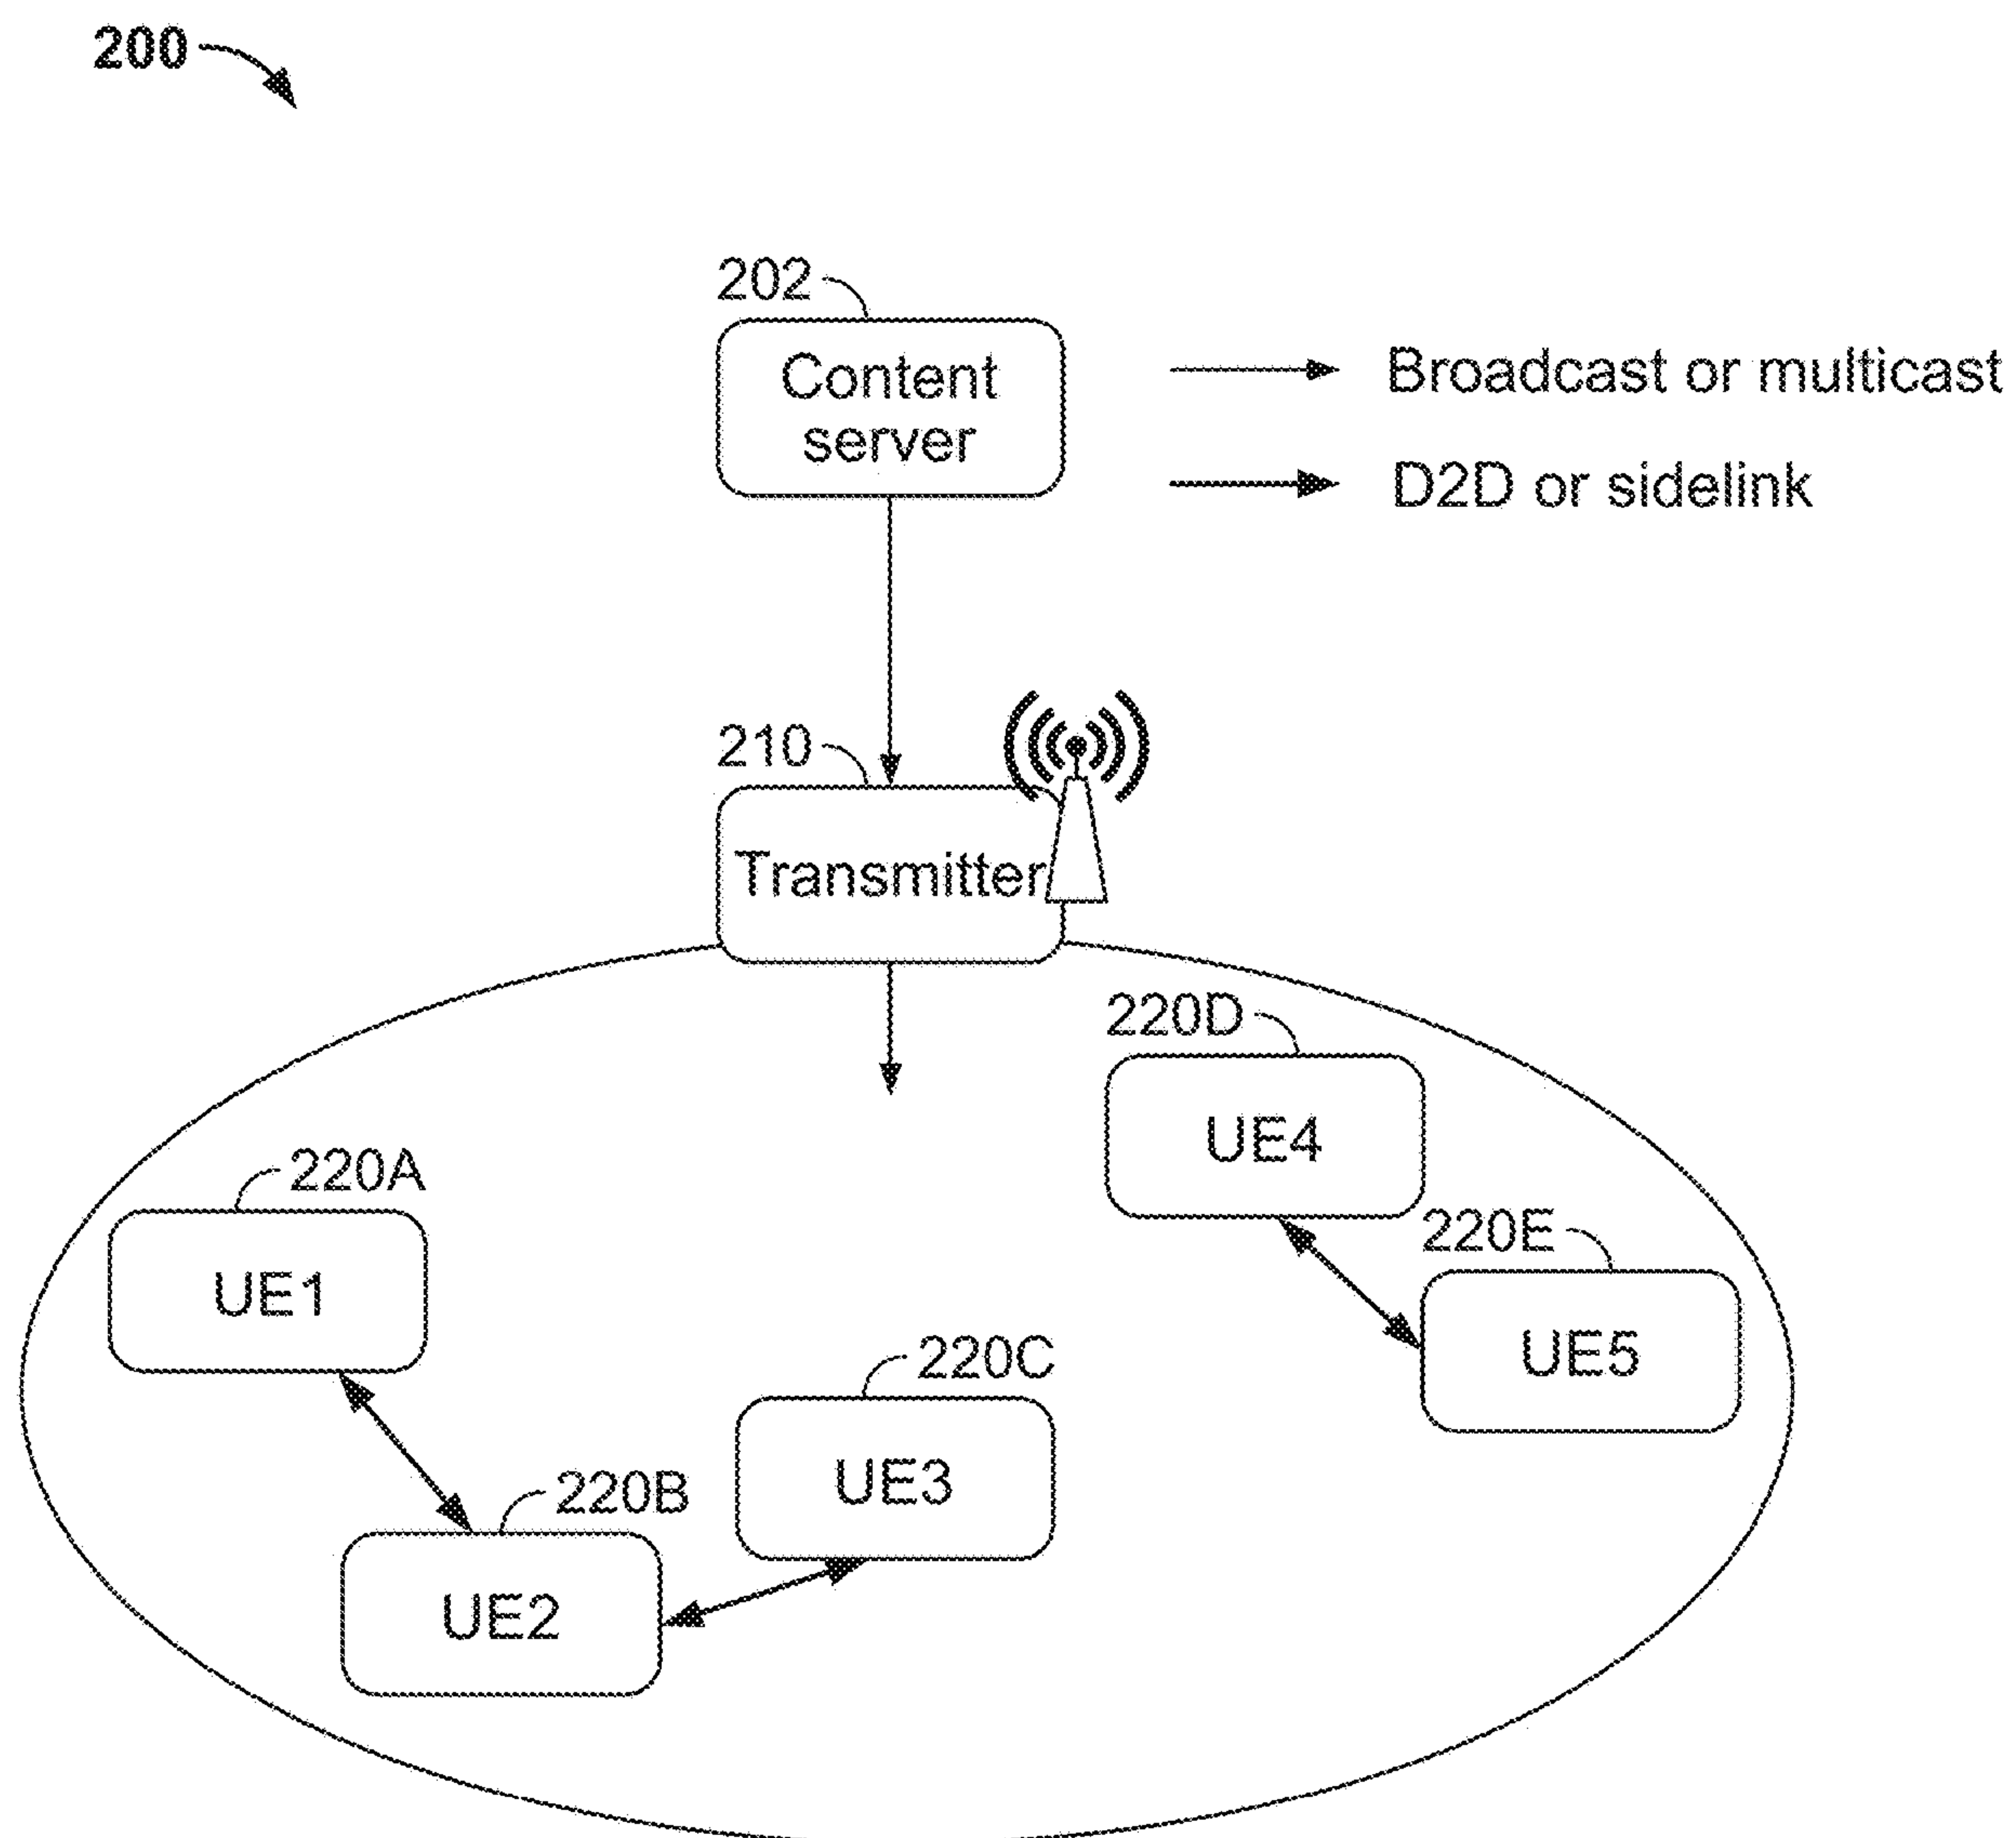 200
202
Content
server
Broadcast or multicast
D2D or sidelink
210
Transmitter
220D
UE4
220A
UE1
220E
UE5
220C
UE3
220B
UE2